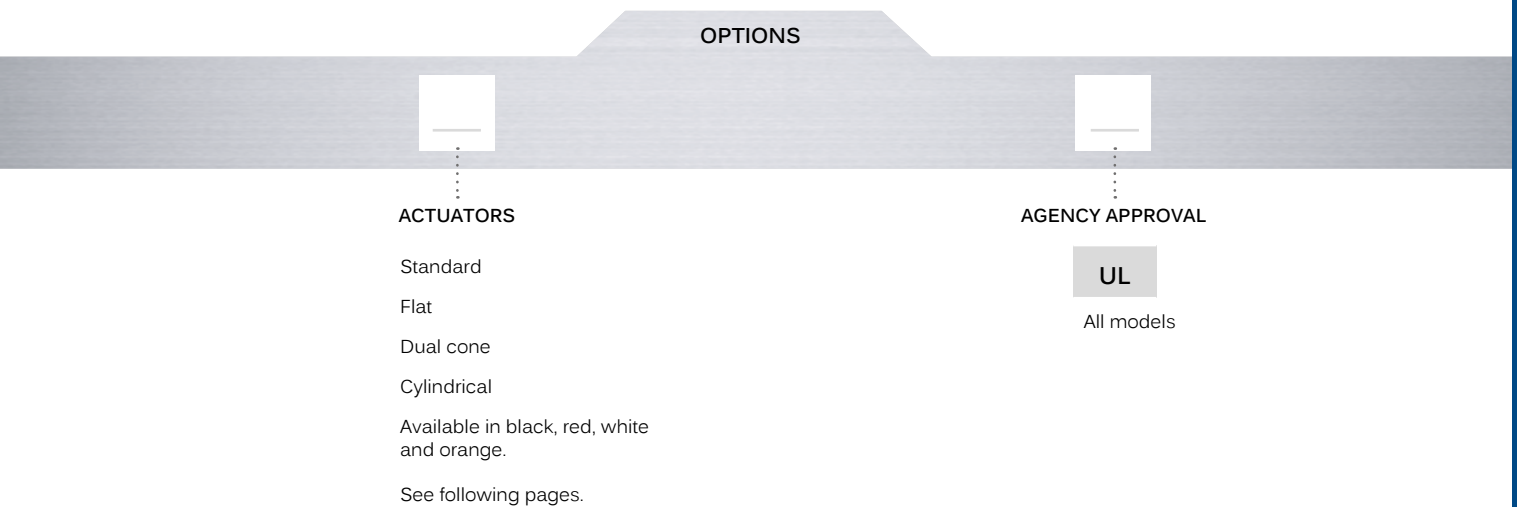 OPTIONS
ACTUATORS
Standard
Flat
Dual cone
Cylindrical
Available in black, red, white
and orange.
See following pages.
AGENCY APPROVAL
UL
All models